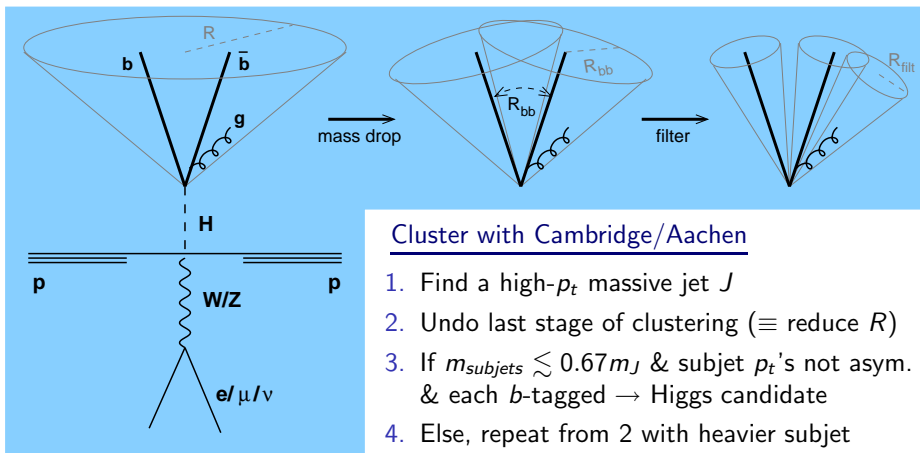 R
b
b̄
R_bb
R_filt
R_bb
g
mass drop
filter
H
p
p
W/Z
e/μ/ν
Cluster with Cambridge/Aachen
1. Find a high-p_t massive jet J
2. Undo last stage of clustering (≡ reduce R)
3. If m_subjets ≲ 0.67m_J & subjet p_t's not asym.
& each b-tagged → Higgs candidate
4. Else, repeat from 2 with heavier subjet